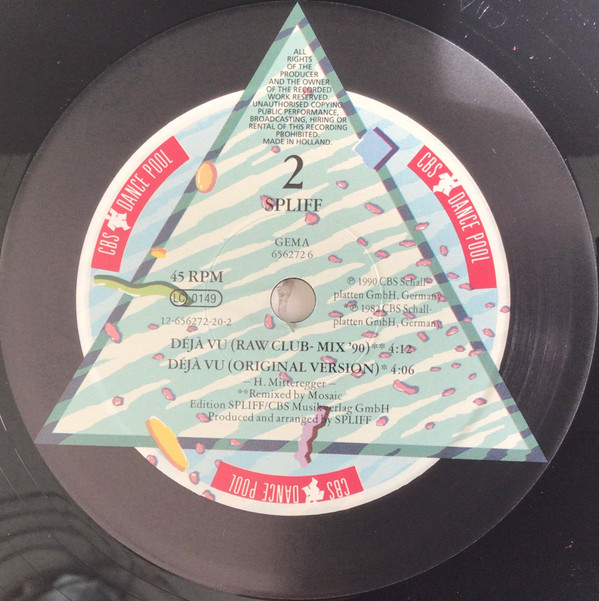 ALL
RIGHTS
OF THE
PRODUCER
AND THE OWNER
OF THE RECORDED
WORK RESERVED.
UNAUTHORISED COPYING
PUBLIC PERFORMANCE,
BROADCASTING, HIRING OR
RENTAL OF THIS RECORDING
PROHIBITED.
MADE IN HOLLAND.
CBS DANCE POOL
CBS DANCE POOL
2
SPLIFF
GEMA
656272 6
45 RPM
LC 0149
12-656272-20-2
℗ 1990 CBS Schall-
platten GmbH, Germany
* ℗ 1982 CBS Schall-
platten GmbH, Germany
DÉJÀ VU (RAW CLUB- MIX '90)** 4:12
DÉJÀ VU (ORIGINAL VERSION)* 4:06
– H. Mitteregger –
**Remixed by Mosaic
Edition SPLIFF/CBS Musikverlag GmbH
Produced and arranged by SPLIFF
CBS DANCE POOL